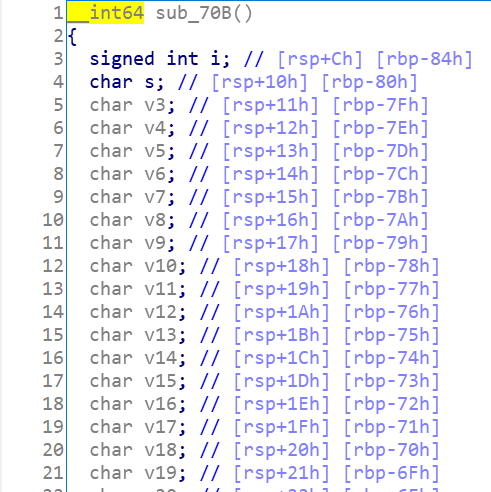 1 __int64 sub_70B()
2 {
3 signed int i; // [rsp+Ch] [rbp-84h]
4 char s; // [rsp+10h] [rbp-80h]
5 char v3; // [rsp+11h] [rbp-7Fh]
6 char v4; // [rsp+12h] [rbp-7Eh]
7 char v5; // [rsp+13h] [rbp-7Dh]
8 char v6; // [rsp+14h] [rbp-7Ch]
9 char v7; // [rsp+15h] [rbp-7Bh]
10 char v8; // [rsp+16h] [rbp-7Ah]
11 char v9; // [rsp+17h] [rbp-79h]
12 char v10; // [rsp+18h] [rbp-78h]
13 char v11; // [rsp+19h] [rbp-77h]
14 char v12; // [rsp+1Ah] [rbp-76h]
15 char v13; // [rsp+1Bh] [rbp-75h]
16 char v14; // [rsp+1Ch] [rbp-74h]
17 char v15; // [rsp+1Dh] [rbp-73h]
18 char v16; // [rsp+1Eh] [rbp-72h]
19 char v17; // [rsp+1Fh] [rbp-71h]
20 char v18; // [rsp+20h] [rbp-70h]
21 char v19; // [rsp+21h] [rbp-6Fh]